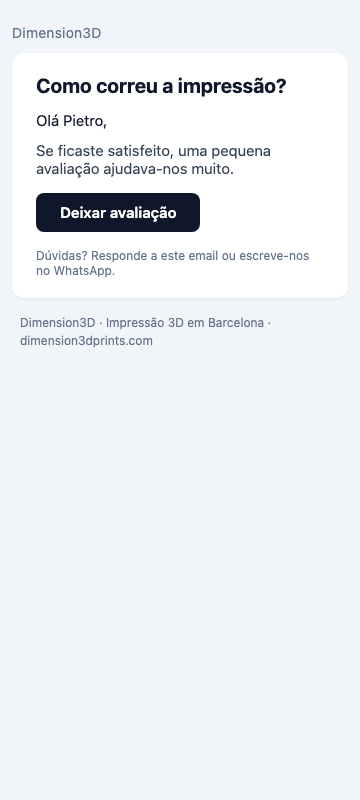 Dimension3D
Como correu a impressão?
Olá Pietro,
Se ficaste satisfeito, uma pequena
avaliação ajudava-nos muito.
Deixar avaliação
Dúvidas? Responde a este email ou escreve-nos
no WhatsApp.
Dimension3D · Impressão 3D em Barcelona ·
dimension3dprints.com